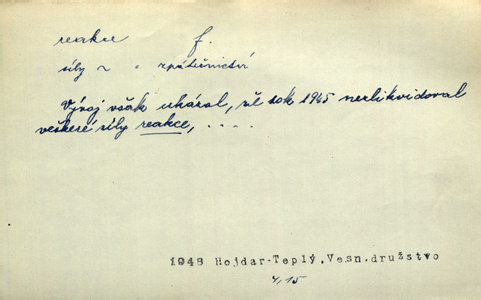 reakce f.
síly ~ = zpátečnictví
Vývoj však ukázal, že rok 1945 nezlikvidoval
veškeré síly reakce, . . . .
1948 Hojdar-Teplý,Vesn.družstvo
4,15